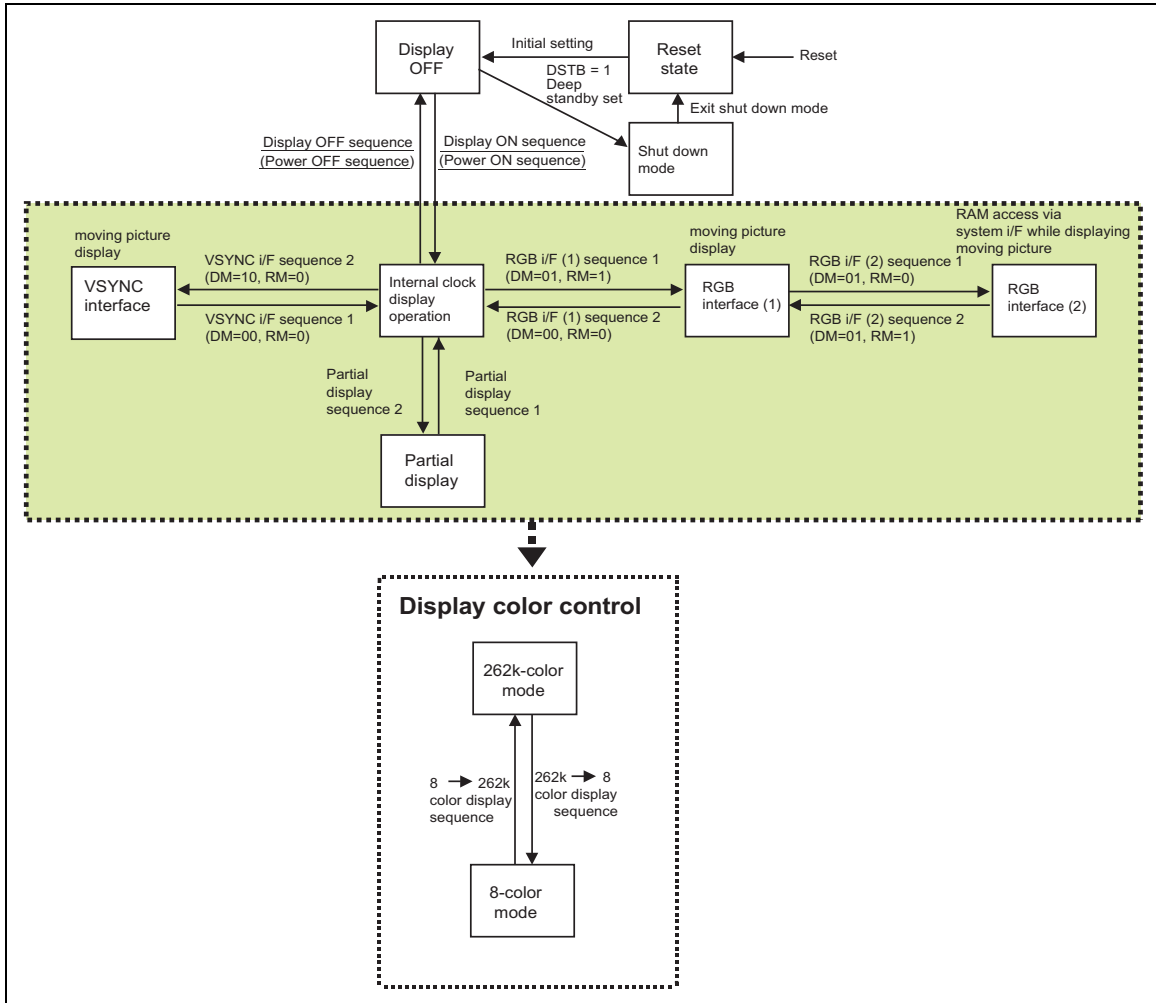 Display
OFF
Initial setting
Reset
state
Reset
DSTB = 1
Deep
standby set
Exit shut down mode
Shut down
mode
Display OFF sequence
(Power OFF sequence)
Display ON sequence
(Power ON sequence)
moving picture
display
VSYNC
interface
VSYNC i/F sequence 2
(DM=10, RM=0)
VSYNC i/F sequence 1
(DM=00, RM=0)
Internal clock
display
operation
RGB i/F (1) sequence 1
(DM=01, RM=1)
RGB i/F (1) sequence 2
(DM=00, RM=0)
moving picture
display
RGB
interface (1)
RGB i/F (2) sequence 1
(DM=01, RM=0)
RGB i/F (2) sequence 2
(DM=01, RM=1)
RAM access via
system i/F while displaying
moving picture
RGB
interface (2)
Partial
display
sequence 2
Partial
display
sequence 1
Partial
display
Display color control
262k-color
mode
8 → 262k
color display
sequence
262k → 8
color display
sequence
8-color
mode